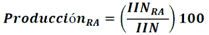 Producción_RA = (IIN_RA / IIN) 100